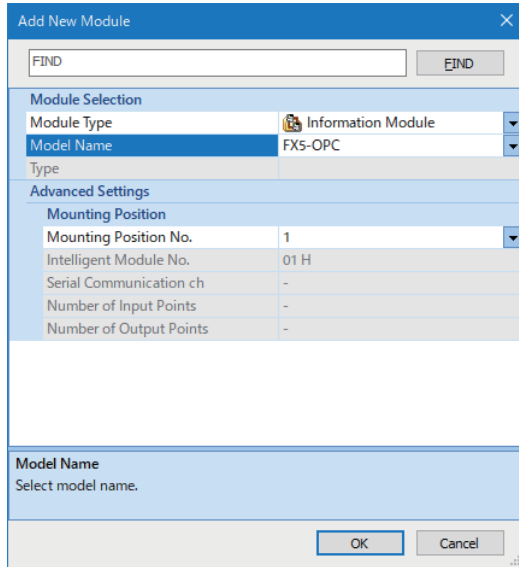 Add New Module
FIND FIND
Module Selection
Module Type Information Module
Model Name FX5-OPC
Type
Advanced Settings
Mounting Position
Mounting Position No. 1
Intelligent Module No. 01 H
Serial Communication ch -
Number of Input Points -
Number of Output Points -
Model Name
Select model name.
OK Cancel